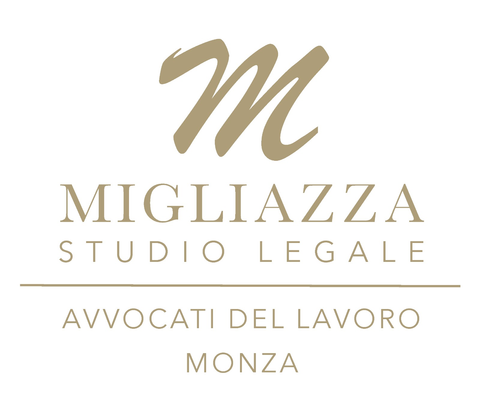 M
MIGLIAZZA
STUDIO LEGALE
AVVOCATI DEL LAVORO
MONZA